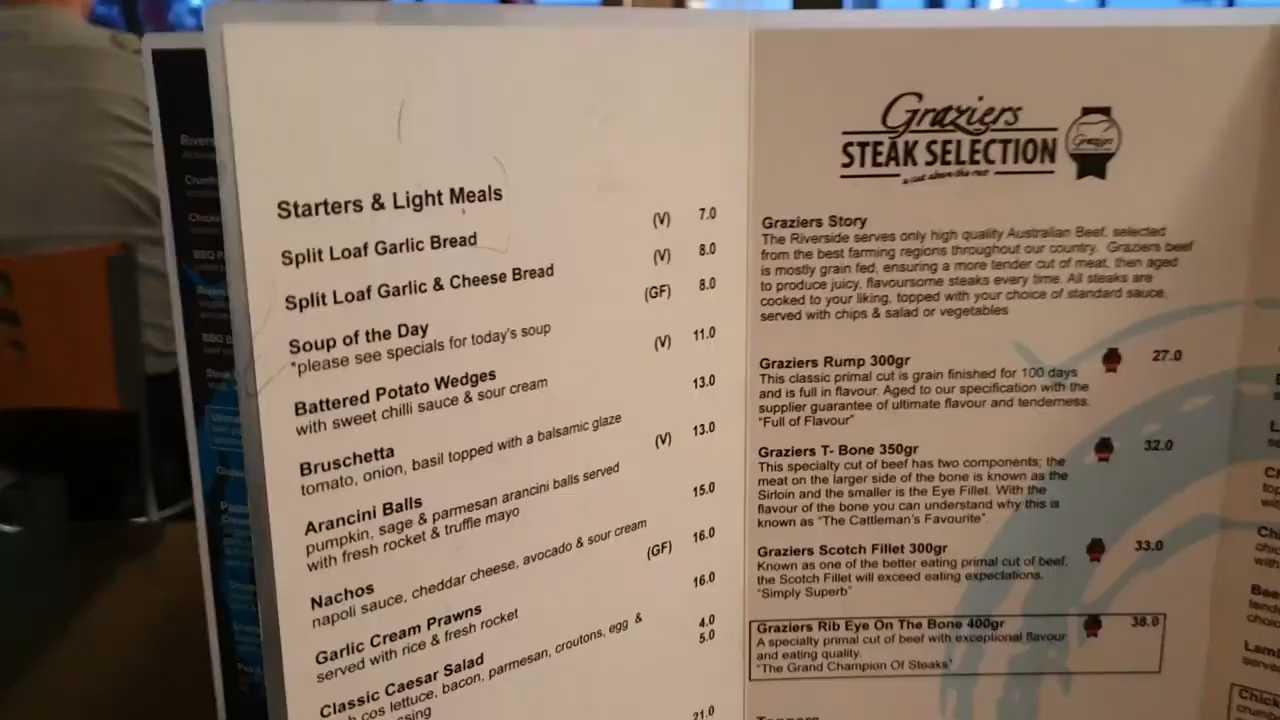 Starters & Light Meals
Split Loaf Garlic Bread (V) 7.0
Split Loaf Garlic & Cheese Bread (V) 8.0
Soup of the Day (GF) 8.0
*please see specials for today's soup
Battered Potato Wedges (V) 11.0
with sweet chilli sauce & sour cream
Bruschetta 13.0
tomato, onion, basil topped with a balsamic glaze
Arancini Balls (V) 13.0
pumpkin, sage & parmesan arancini balls served
with fresh rocket & truffle mayo
Nachos 15.0
napoli sauce, cheddar cheese, avocado & sour cream
Garlic Cream Prawns (GF) 16.0
served with rice & fresh rocket
Classic Caesar Salad 16.0
cos lettuce, bacon, parmesan, croutons, egg &
4.0
5.0
21.0
Graziers
STEAK SELECTION
a cut above the rest
Graziers
Graziers Story
The Riverside serves only high quality Australian Beef, selected
from the best farming regions throughout our country. Graziers beef
is mostly grain fed, ensuring a more tender cut of meat, then aged
to produce juicy, flavoursome steaks every time. All steaks are
cooked to your liking, topped with your choice of standard sauce,
served with chips & salad or vegetables
Graziers Rump 300gr 27.0
This classic primal cut is grain finished for 100 days
and is full in flavour. Aged to our specification with the
supplier guarantee of ultimate flavour and tenderness.
"Full of Flavour"
Graziers T- Bone 350gr 32.0
This specialty cut of beef has two components; the
meat on the larger side of the bone is known as the
Sirloin and the smaller is the Eye Fillet. With the
flavour of the bone you can understand why this is
known as "The Cattleman's Favourite".
Graziers Scotch Fillet 300gr 33.0
Known as one of the better eating primal cut of beef,
the Scotch Fillet will exceed eating expectations.
"Simply Superb"
Graziers Rib Eye On The Bone 400gr 38.0
A specialty primal cut of beef with exceptional flavour
and eating quality.
"The Grand Champion Of Steaks"